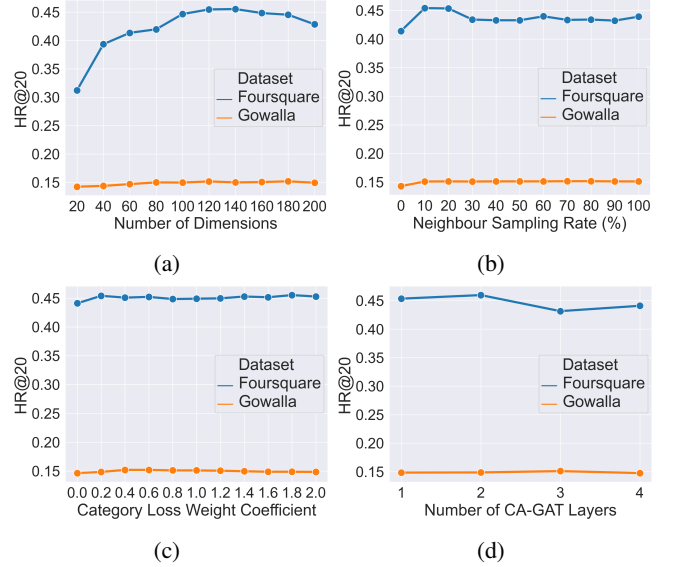 0.45
0.40
0.35
0.30
0.25
0.20
0.15
HR@20
Dataset
Foursquare
Gowalla
20 40 60 80 100 120 140 160 180 200
Number of Dimensions
(a)
0.45
0.40
0.35
0.30
0.25
0.20
0.15
HR@20
Dataset
Foursquare
Gowalla
0 10 20 30 40 50 60 70 80 90 100
Neighbour Sampling Rate (%)
(b)
0.45
0.40
0.35
0.30
0.25
0.20
0.15
HR@20
Dataset
Foursquare
Gowalla
0.0 0.2 0.4 0.6 0.8 1.0 1.2 1.4 1.6 1.8 2.0
Category Loss Weight Coefficient
(c)
0.45
0.40
0.35
0.30
0.25
0.20
0.15
HR@20
Dataset
Foursquare
Gowalla
1 2 3 4
Number of CA-GAT Layers
(d)